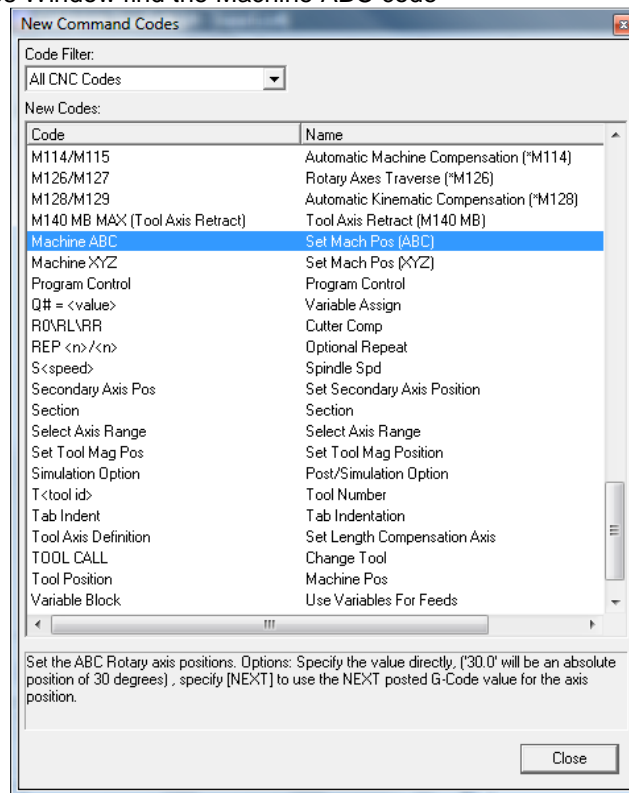 Window find the Machine ABC code
New Command Codes
Code Filter:
All CNC Codes
New Codes:
Code Name
M114/M115 Automatic Machine Compensation (*M114)
M126/M127 Rotary Axes Traverse (*M126)
M128/M129 Automatic Kinematic Compensation (*M128)
M140 MB MAX (Tool Axis Retract) Tool Axis Retract (M140 MB)
Machine ABC Set Mach Pos (ABC)
Machine XYZ Set Mach Pos (XYZ)
Program Control Program Control
Q# = <value> Variable Assign
R0\RL\RR Cutter Comp
REP <n>/<n> Optional Repeat
S<speed> Spindle Spd
Secondary Axis Pos Set Secondary Axis Position
Section Section
Select Axis Range Select Axis Range
Set Tool Mag Pos Set Tool Mag Position
Simulation Option Post/Simulation Option
T<tool id> Tool Number
Tab Indent Tab Indentation
Tool Axis Definition Set Length Compensation Axis
TOOL CALL Change Tool
Tool Position Machine Pos
Variable Block Use Variables For Feeds
Set the ABC Rotary axis positions. Options: Specify the value directly, ('30.0' will be an absolute
position of 30 degrees) , specify [NEXT] to use the NEXT posted G-Code value for the axis
position.
Close